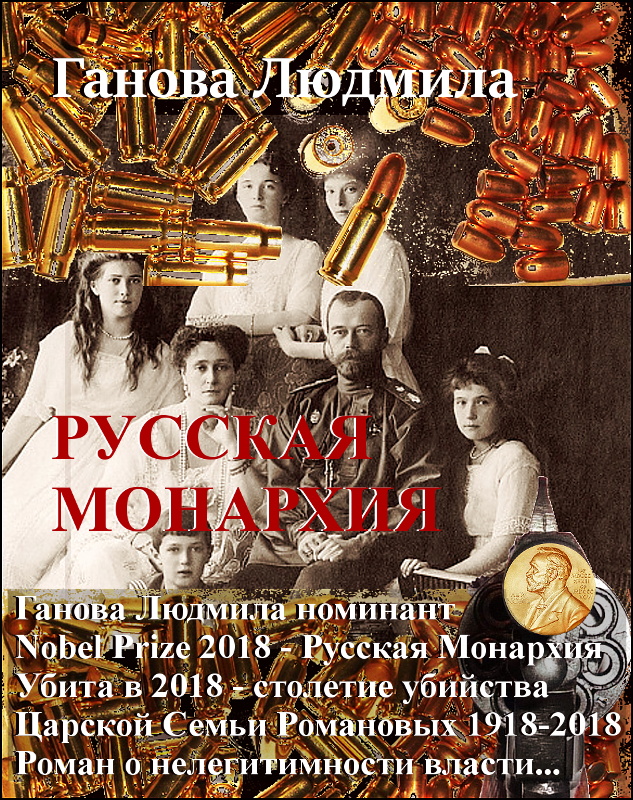 Ганова Людмила
РУССКАЯ
МОНАРХИЯ
Ганова Людмила номинант
Nobel Prize 2018 - Русская Монархия
Убита в 2018 - столетие убийства
Царской Семьи Романовых 1918-2018
Роман о нелегитимности власти...